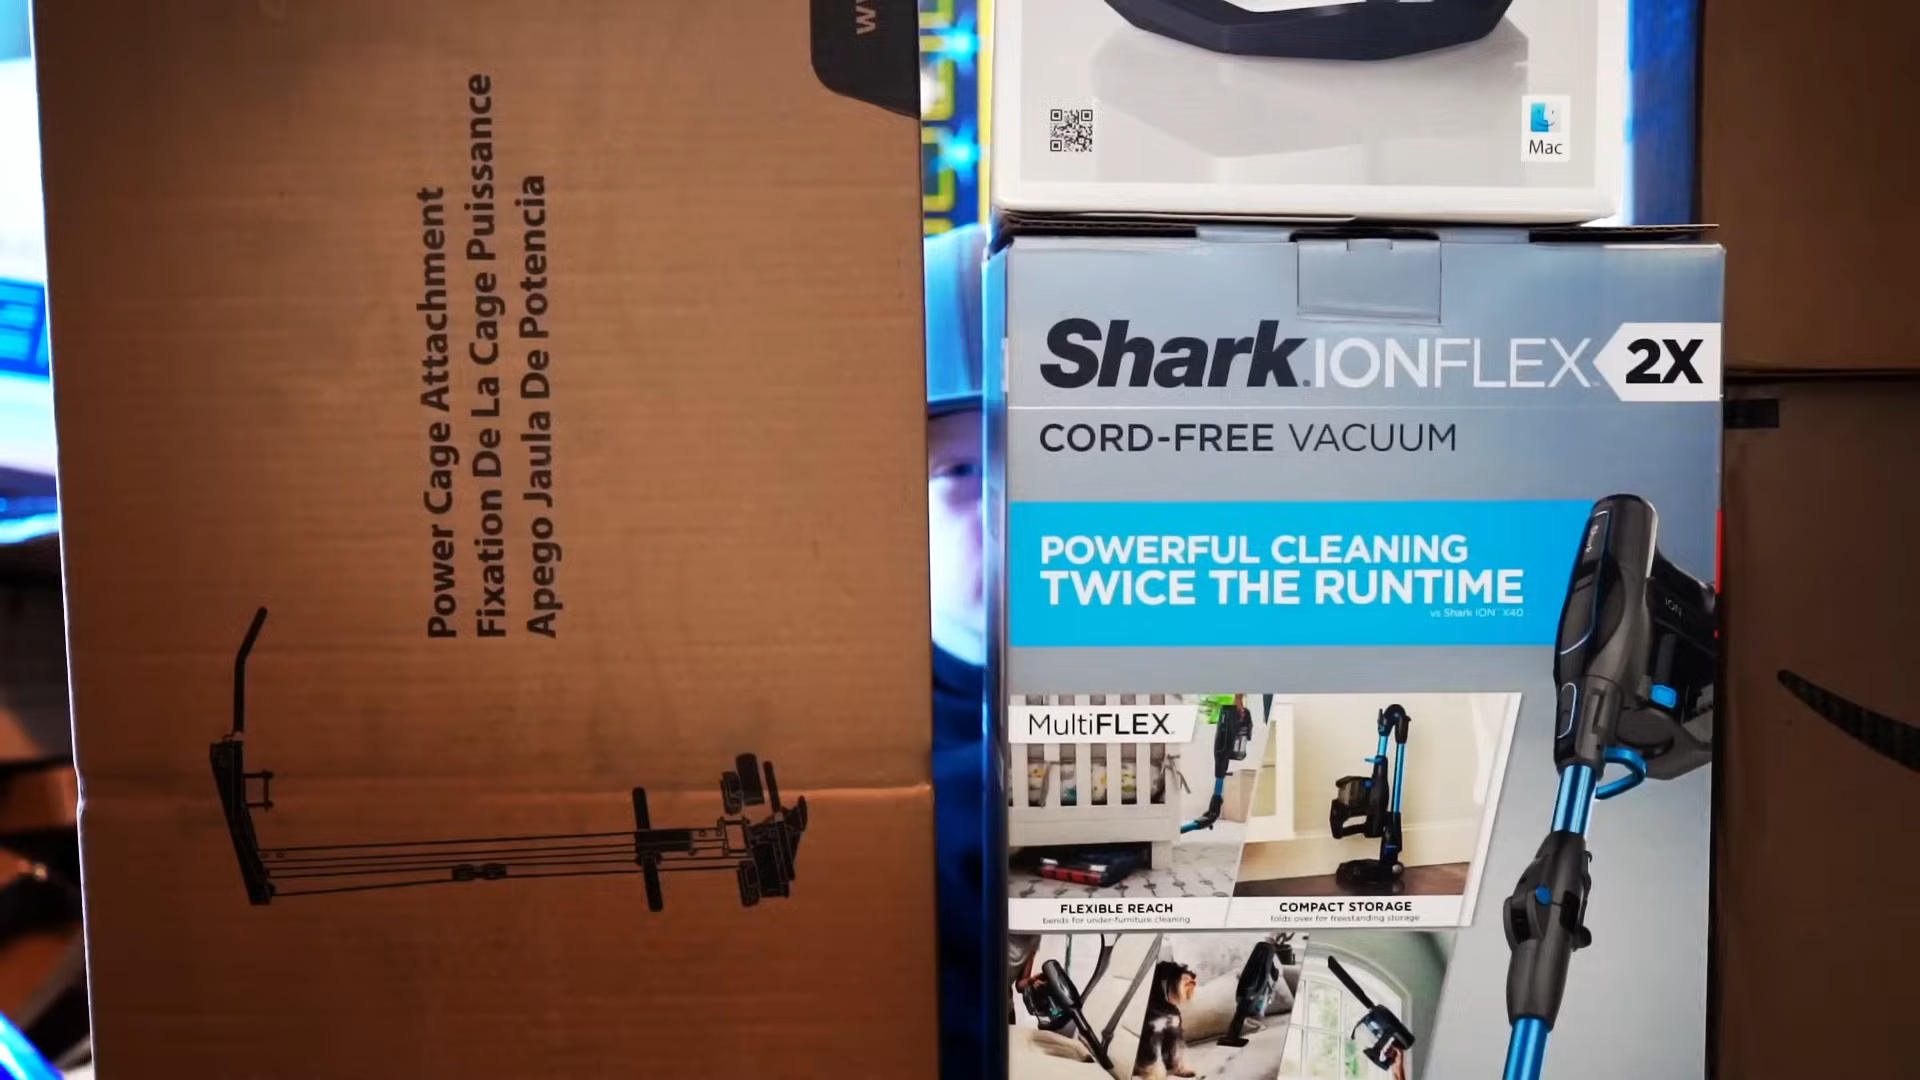 Power Cage Attachment
Fixation De La Cage Puissance
Apego Jaula De Potencia
Mac
Shark IONFLEX 2X
CORD-FREE VACUUM
POWERFUL CLEANING
TWICE THE RUNTIME
vs Shark ION™ X40
MultiFLEX
FLEXIBLE REACH
bends for under-furniture cleaning
COMPACT STORAGE
folds over for freestanding storage
ION